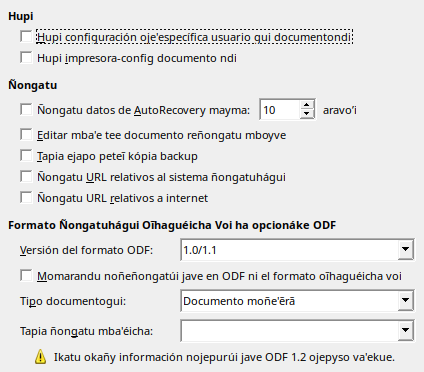 Hupi
Hupi configuración oje'especifica usuario gui documentondi
Hupi impresora-config documento ndi
Ñongatu
Ñongatu datos de AutoRecovery mayma: 10 aravo'i
Editar mba'e tee documento reñongatu mboyve
Tapia ejapo peteĩ kópia backup
Ñongatu URL relativos al sistema ñongatuhágui
Ñongatu URL relativos a internet
Formato Ñongatuhágui Oĩhaguéicha Voi ha opcionáke ODF
Versión del formato ODF: 1.0/1.1
Momarandu noñeñongatúi jave en ODF ni el formato oĩhaguéicha voi
Tipo documentogui: Documento moñe'ẽrã
Tapia ñongatu mba'éicha:
Ikatu okañy información nojepurúi jave ODF 1.2 ojepyso va'ekue.